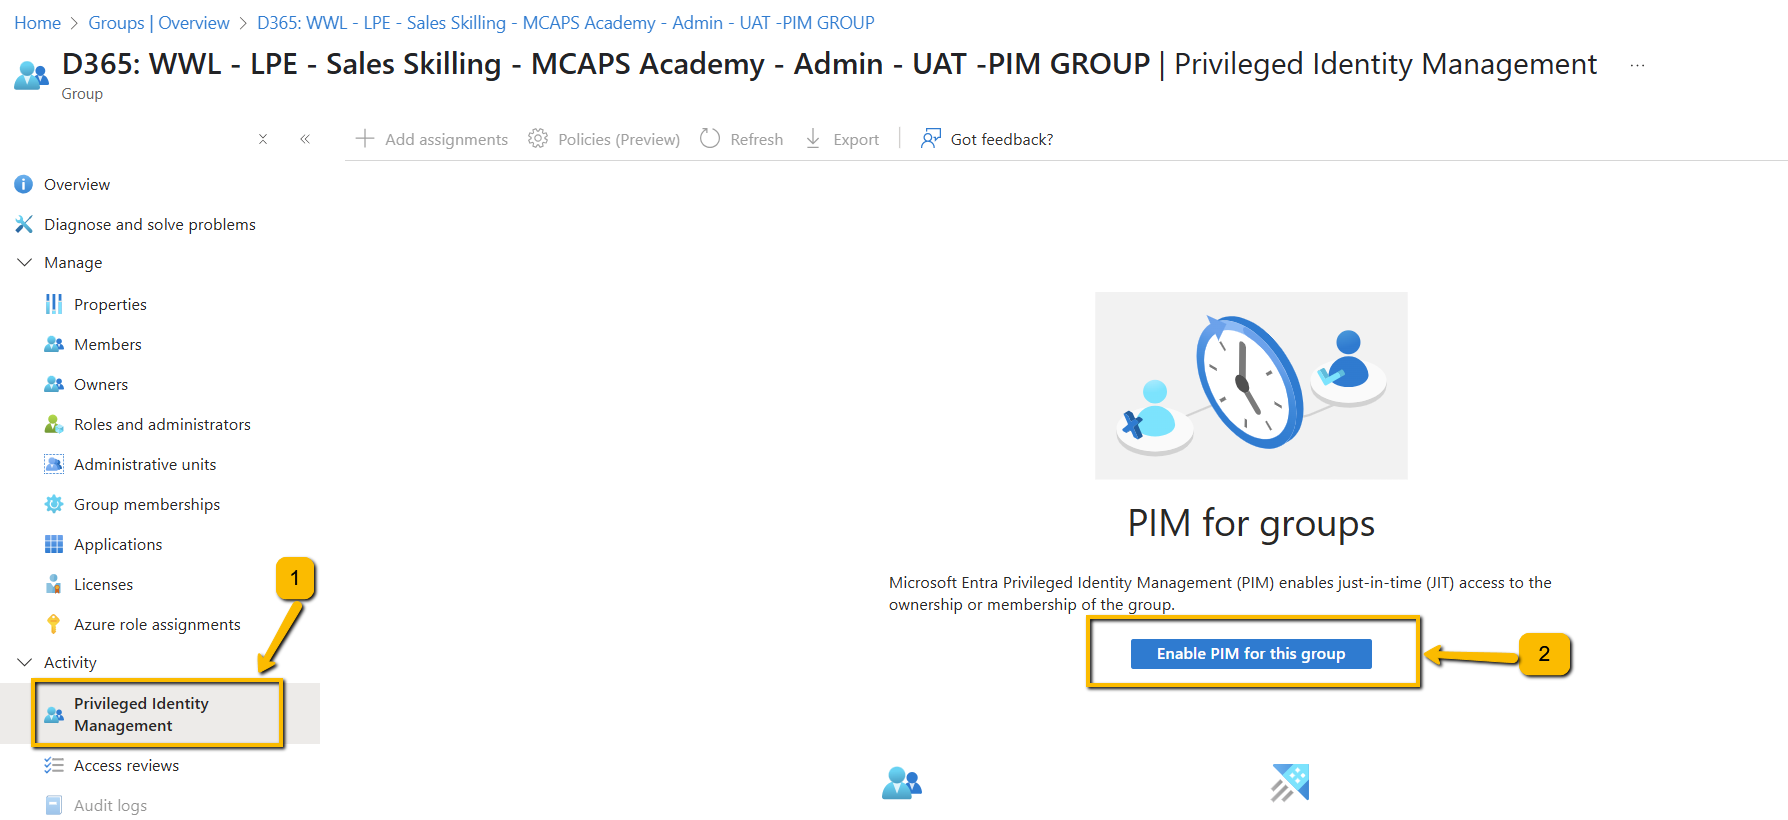 Home > Groups | Overview > D365: WWL - LPE - Sales Skilling - MCAPS Academy - Admin - UAT -PIM GROUP
D365: WWL - LPE - Sales Skilling - MCAPS Academy - Admin - UAT -PIM GROUP | Privileged Identity Management ...
Group
Add assignments Policies (Preview) Refresh Export Got feedback?
Overview
Diagnose and solve problems
Manage
Properties
Members
Owners
Roles and administrators
Administrative units
Group memberships
Applications
Licenses
Azure role assignments
Activity
Privileged Identity
Management
Access reviews
Audit logs
1
PIM for groups
Microsoft Entra Privileged Identity Management (PIM) enables just-in-time (JIT) access to the
ownership or membership of the group.
Enable PIM for this group
2